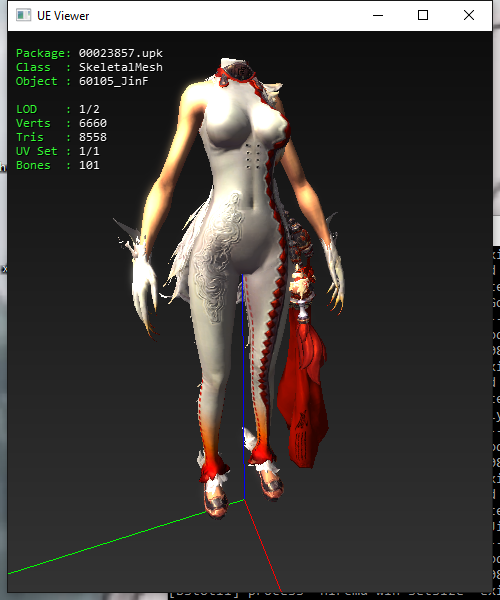 UE Viewer
Package: 00023857.upk
Class : SkeletalMesh
Object : 60105_JinF
LOD : 1/2
Verts : 6660
Tris : 8558
UV Set : 1/1
Bones : 101